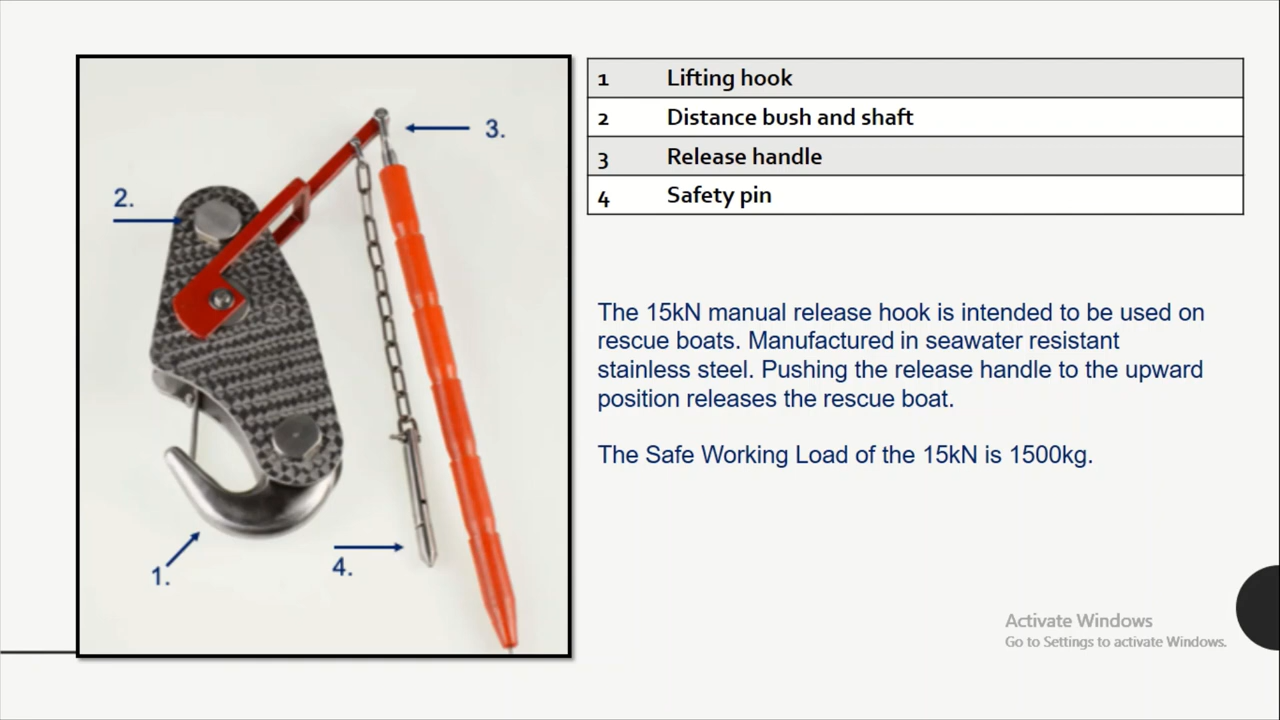 1 Lifting hook
2 Distance bush and shaft
3 Release handle
4 Safety pin
3.
2.
1.
4.
The 15kN manual release hook is intended to be used on
rescue boats. Manufactured in seawater resistant
stainless steel. Pushing the release handle to the upward
position releases the rescue boat.
The Safe Working Load of the 15kN is 1500kg.
Activate Windows
Go to Settings to activate Windows.